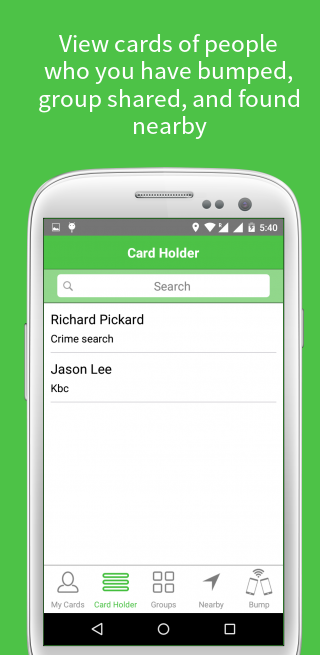 View cards of people
who you have bumped,
group shared, and found
nearby
5:40
Card Holder
Search
Richard Pickard
Crime search
Jason Lee
Kbc
My Cards Card Holder Groups Nearby Bump